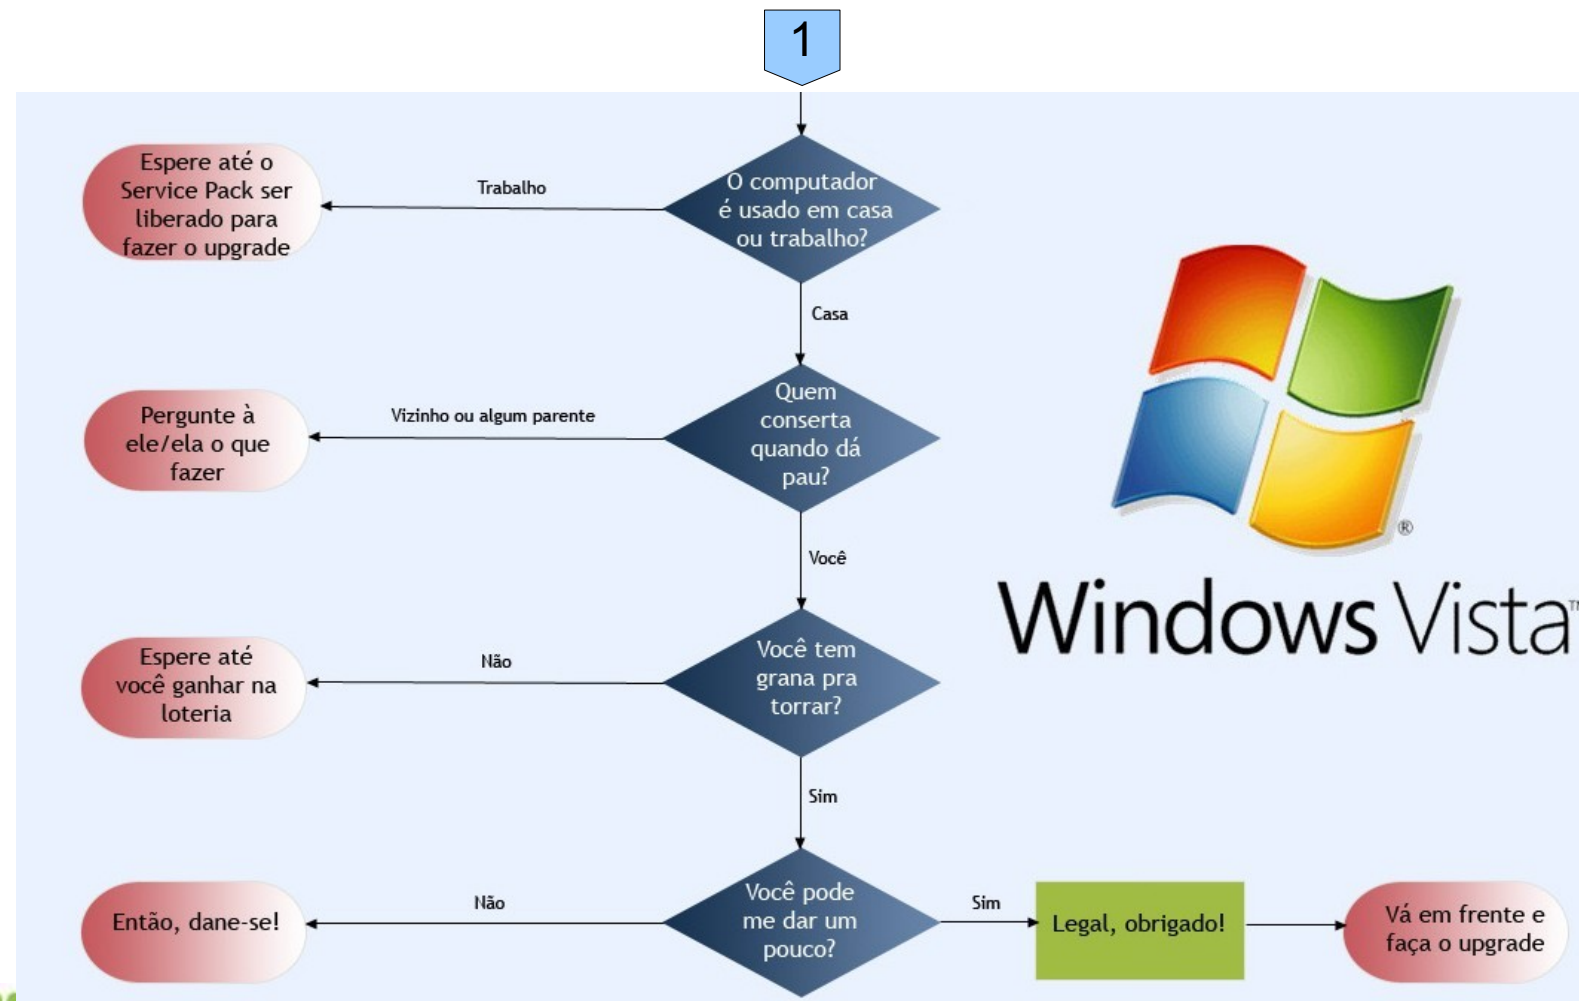 1
Espere até o
Service Pack ser
liberado para
fazer o upgrade
Trabalho
O computador
é usado em casa
ou trabalho?
Casa
Pergunte à
ele/ela o que
fazer
Vizinho ou algum parente
Quem
conserta
quando dá
pau?
®
Você
Windows Vista™
Espere até
você ganhar na
loteria
Não
Você tem
grana pra
torrar?
Sim
Então, dane-se!
Não
Você pode
me dar um
pouco?
Sim
Legal, obrigado!
Vá em frente e
faça o upgrade